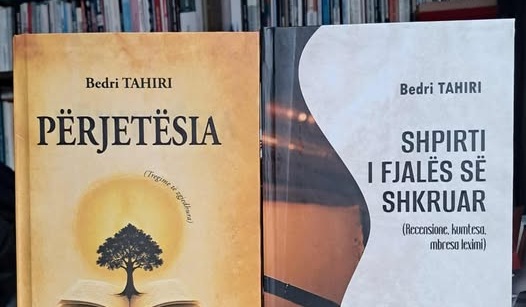 Bedri TAHIRI
PËRJETËSIA
(Tregime të zgjedhura)
Bedri TAHIRI
SHPIRTI
I FJALËS SË
SHKRUAR
(Recensione, kumtesa,
mbresa leximi)